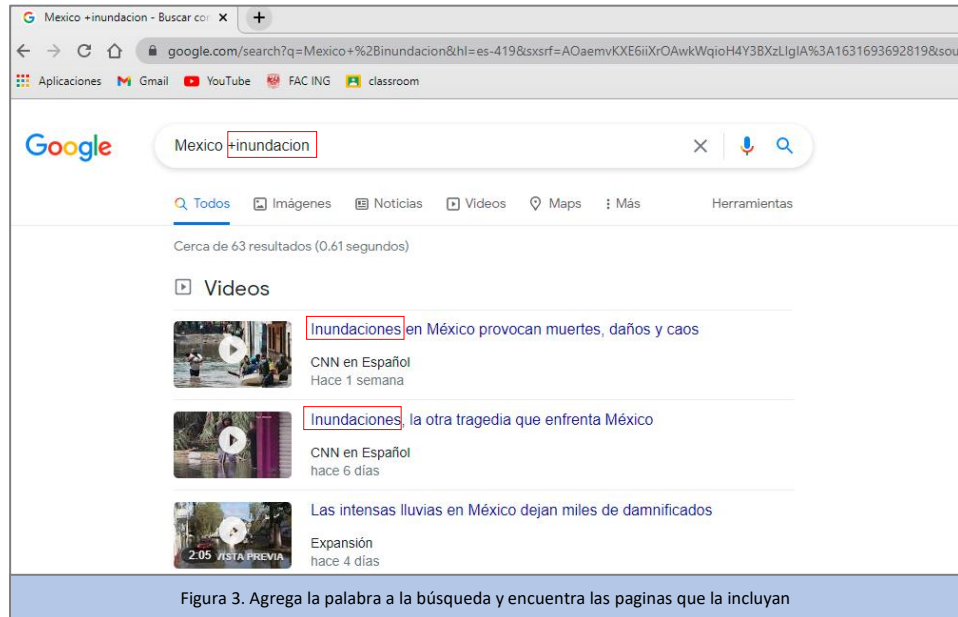 Mexico +inundacion - Buscar cor
google.com/search?q=Mexico+%2Binundacion&hl=es-419&sxsrf=AOaemvKXE6iiXrOAwkWqioH4Y3BXzLIgIA%3A1631693692819&sou
Aplicaciones Gmail YouTube FAC ING classroom
Google Mexico +inundacion
Todos Imágenes Noticias Videos Maps Más Herramientas
Cerca de 63 resultados (0.61 segundos)
Videos
Inundaciones en México provocan muertes, daños y caos
CNN en Español
Hace 1 semana
Inundaciones, la otra tragedia que enfrenta México
CNN en Español
hace 6 días
Las intensas lluvias en México dejan miles de damnificados
Expansión
2:05 VISTA PREVIA hace 4 días
Figura 3. Agrega la palabra a la búsqueda y encuentra las paginas que la incluyan